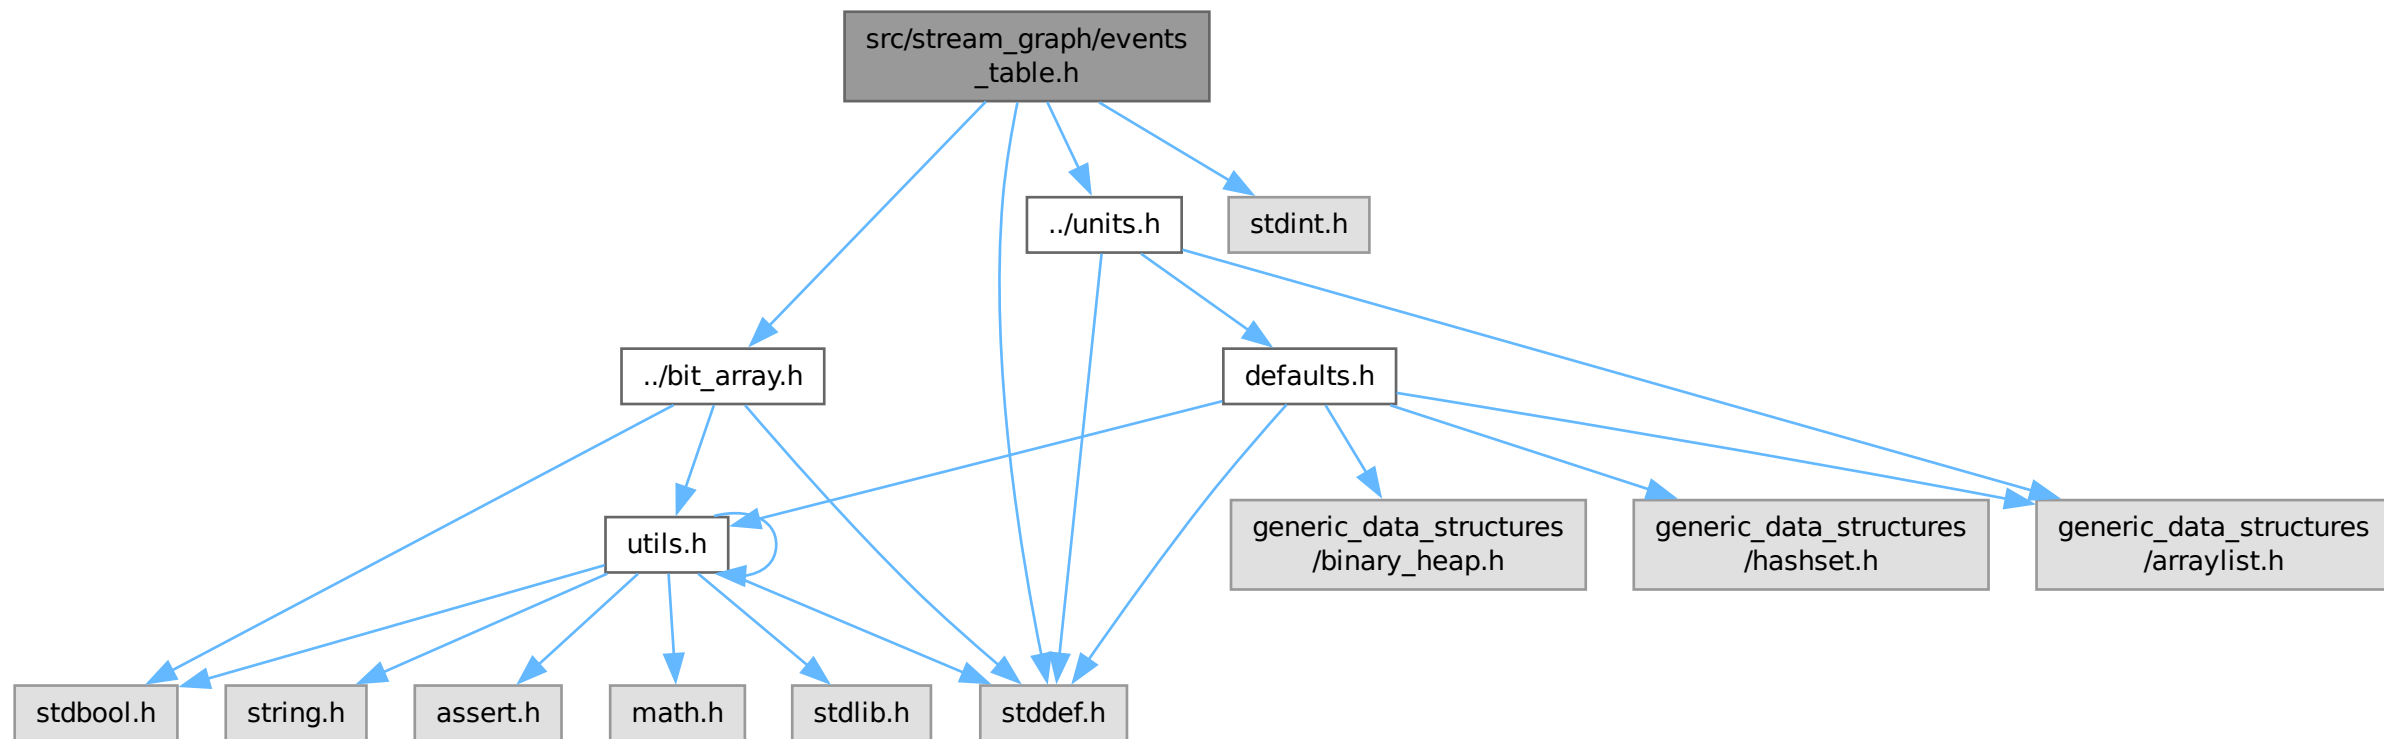 src/stream_graph/events
_table.h
../units.h
stdint.h
../bit_array.h
defaults.h
utils.h
generic_data_structures
/binary_heap.h
generic_data_structures
/hashset.h
generic_data_structures
/arraylist.h
stdbool.h
string.h
assert.h
math.h
stdlib.h
stddef.h